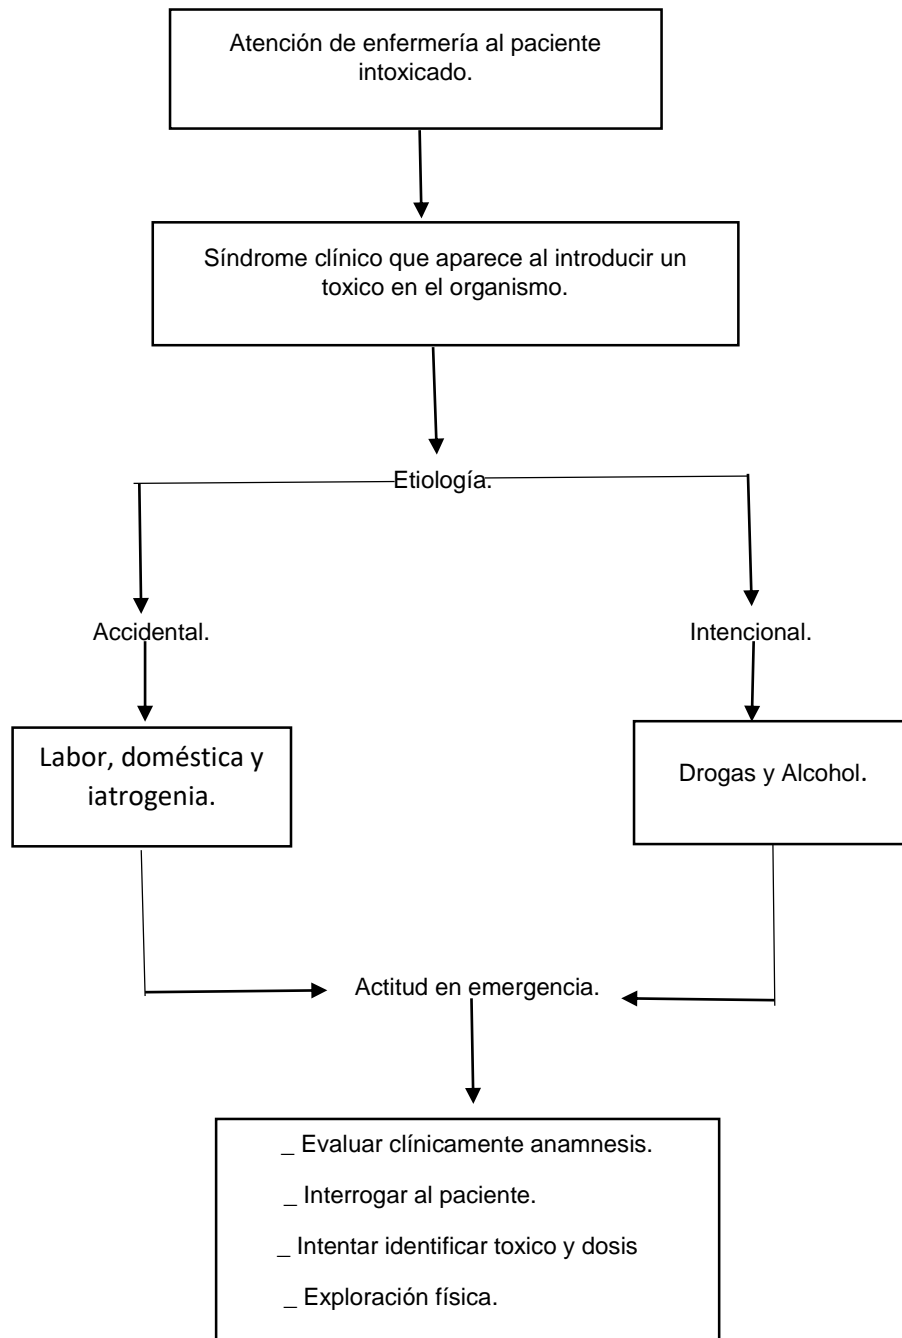 Atención de enfermería al paciente
intoxicado.
Síndrome clínico que aparece al introducir un
toxico en el organismo.
Etiología.
Accidental.
Intencional.
Labor, doméstica y
iatrogenia.
Drogas y Alcohol.
Actitud en emergencia.
_ Evaluar clínicamente anamnesis.
_ Interrogar al paciente.
_ Intentar identificar toxico y dosis
_ Exploración física.